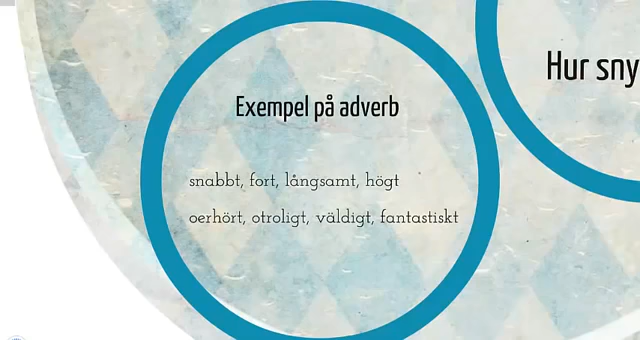 Exempel på adverb
snabbt, fort, långsamt, högt
oerhört, otroligt, väldigt, fantastiskt
Hur sny